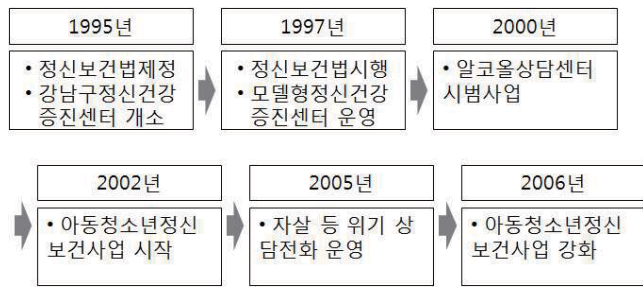 1995년
• 정신보건법제정
• 강남구정신건강
증진센터 개소
1997년
• 정신보건법시행
• 모델형정신건강
증진센터 운영
2000년
• 알코올상담센터
시범사업
2002년
• 아동청소년정신
보건사업 시작
2005년
• 자살 등 위기 상
담전화 운영
2006년
• 아동청소년정신
보건사업 강화